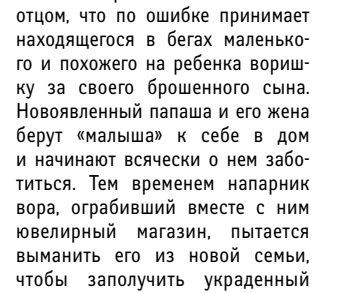 отцом, что по ошибке принимает
находящегося в бегах маленько-
го и похожего на ребенка вориш-
ку за своего брошенного сына.
Новоявленный папаша и его жена
берут «малыша» к себе в дом
и начинают всячески о нем забо-
титься. Тем временем напарник
вора, ограбивший вместе с ним
ювелирный магазин, пытается
выманить его из новой семьи,
чтобы заполучить украденный